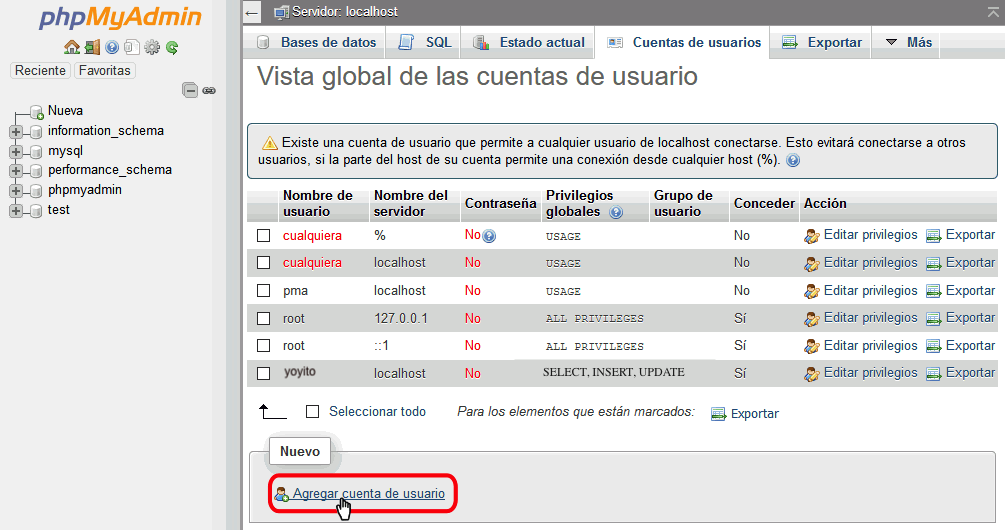 phpMyAdmin
Reciente Favoritas
Nueva
information_schema
mysql
performance_schema
phpmyadmin
test
Servidor: localhost
Bases de datos SQL Estado actual Cuentas de usuarios Exportar Más
Vista global de las cuentas de usuario
Existe una cuenta de usuario que permite a cualquier usuario de localhost conectarse. Esto evitará conectarse a otros
usuarios, si la parte del host de su cuenta permite una conexión desde cualquier host (%).
Nombre de usuario Nombre del servidor Contraseña Privilegios globales Grupo de usuario Conceder Acción
cualquiera % No USAGE No Editar privilegios Exportar
cualquiera localhost No USAGE No Editar privilegios Exportar
pma localhost No USAGE No Editar privilegios Exportar
root 127.0.0.1 No ALL PRIVILEGES Sí Editar privilegios Exportar
root ::1 No ALL PRIVILEGES Sí Editar privilegios Exportar
yoyito localhost No SELECT, INSERT, UPDATE Sí Editar privilegios Exportar
Seleccionar todo Para los elementos que están marcados: Exportar
Nuevo
Agregar cuenta de usuario